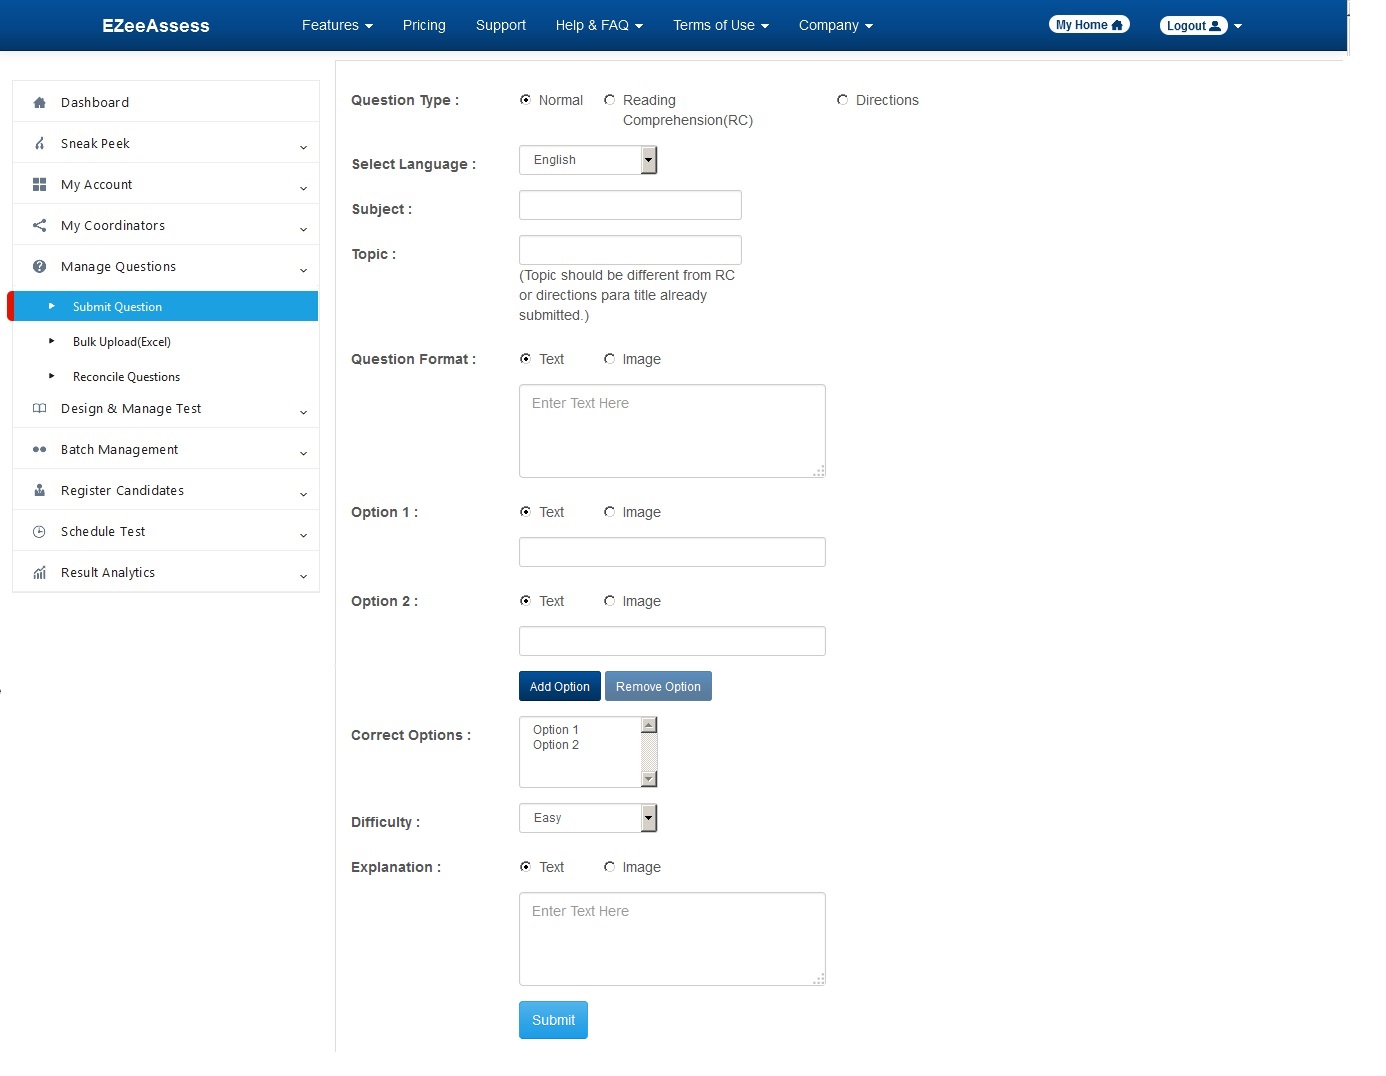 EZeeAssess
Features
Pricing
Support
Help & FAQ
Terms of Use
Company
My Home
Logout
Dashboard
Sneak Peek
My Account
My Coordinators
Manage Questions
Submit Question
Bulk Upload(Excel)
Reconcile Questions
Design & Manage Test
Batch Management
Register Candidates
Schedule Test
Result Analytics
Question Type : Normal Reading Directions
Comprehension(RC)
Select Language : English
Subject :
Topic :
(Topic should be different from RC
or directions para title already
submitted.)
Question Format : Text Image
Enter Text Here
Option 1 : Text Image
Option 2 : Text Image
Add Option Remove Option
Correct Options : Option 1
Option 2
Difficulty : Easy
Explanation : Text Image
Enter Text Here
Submit